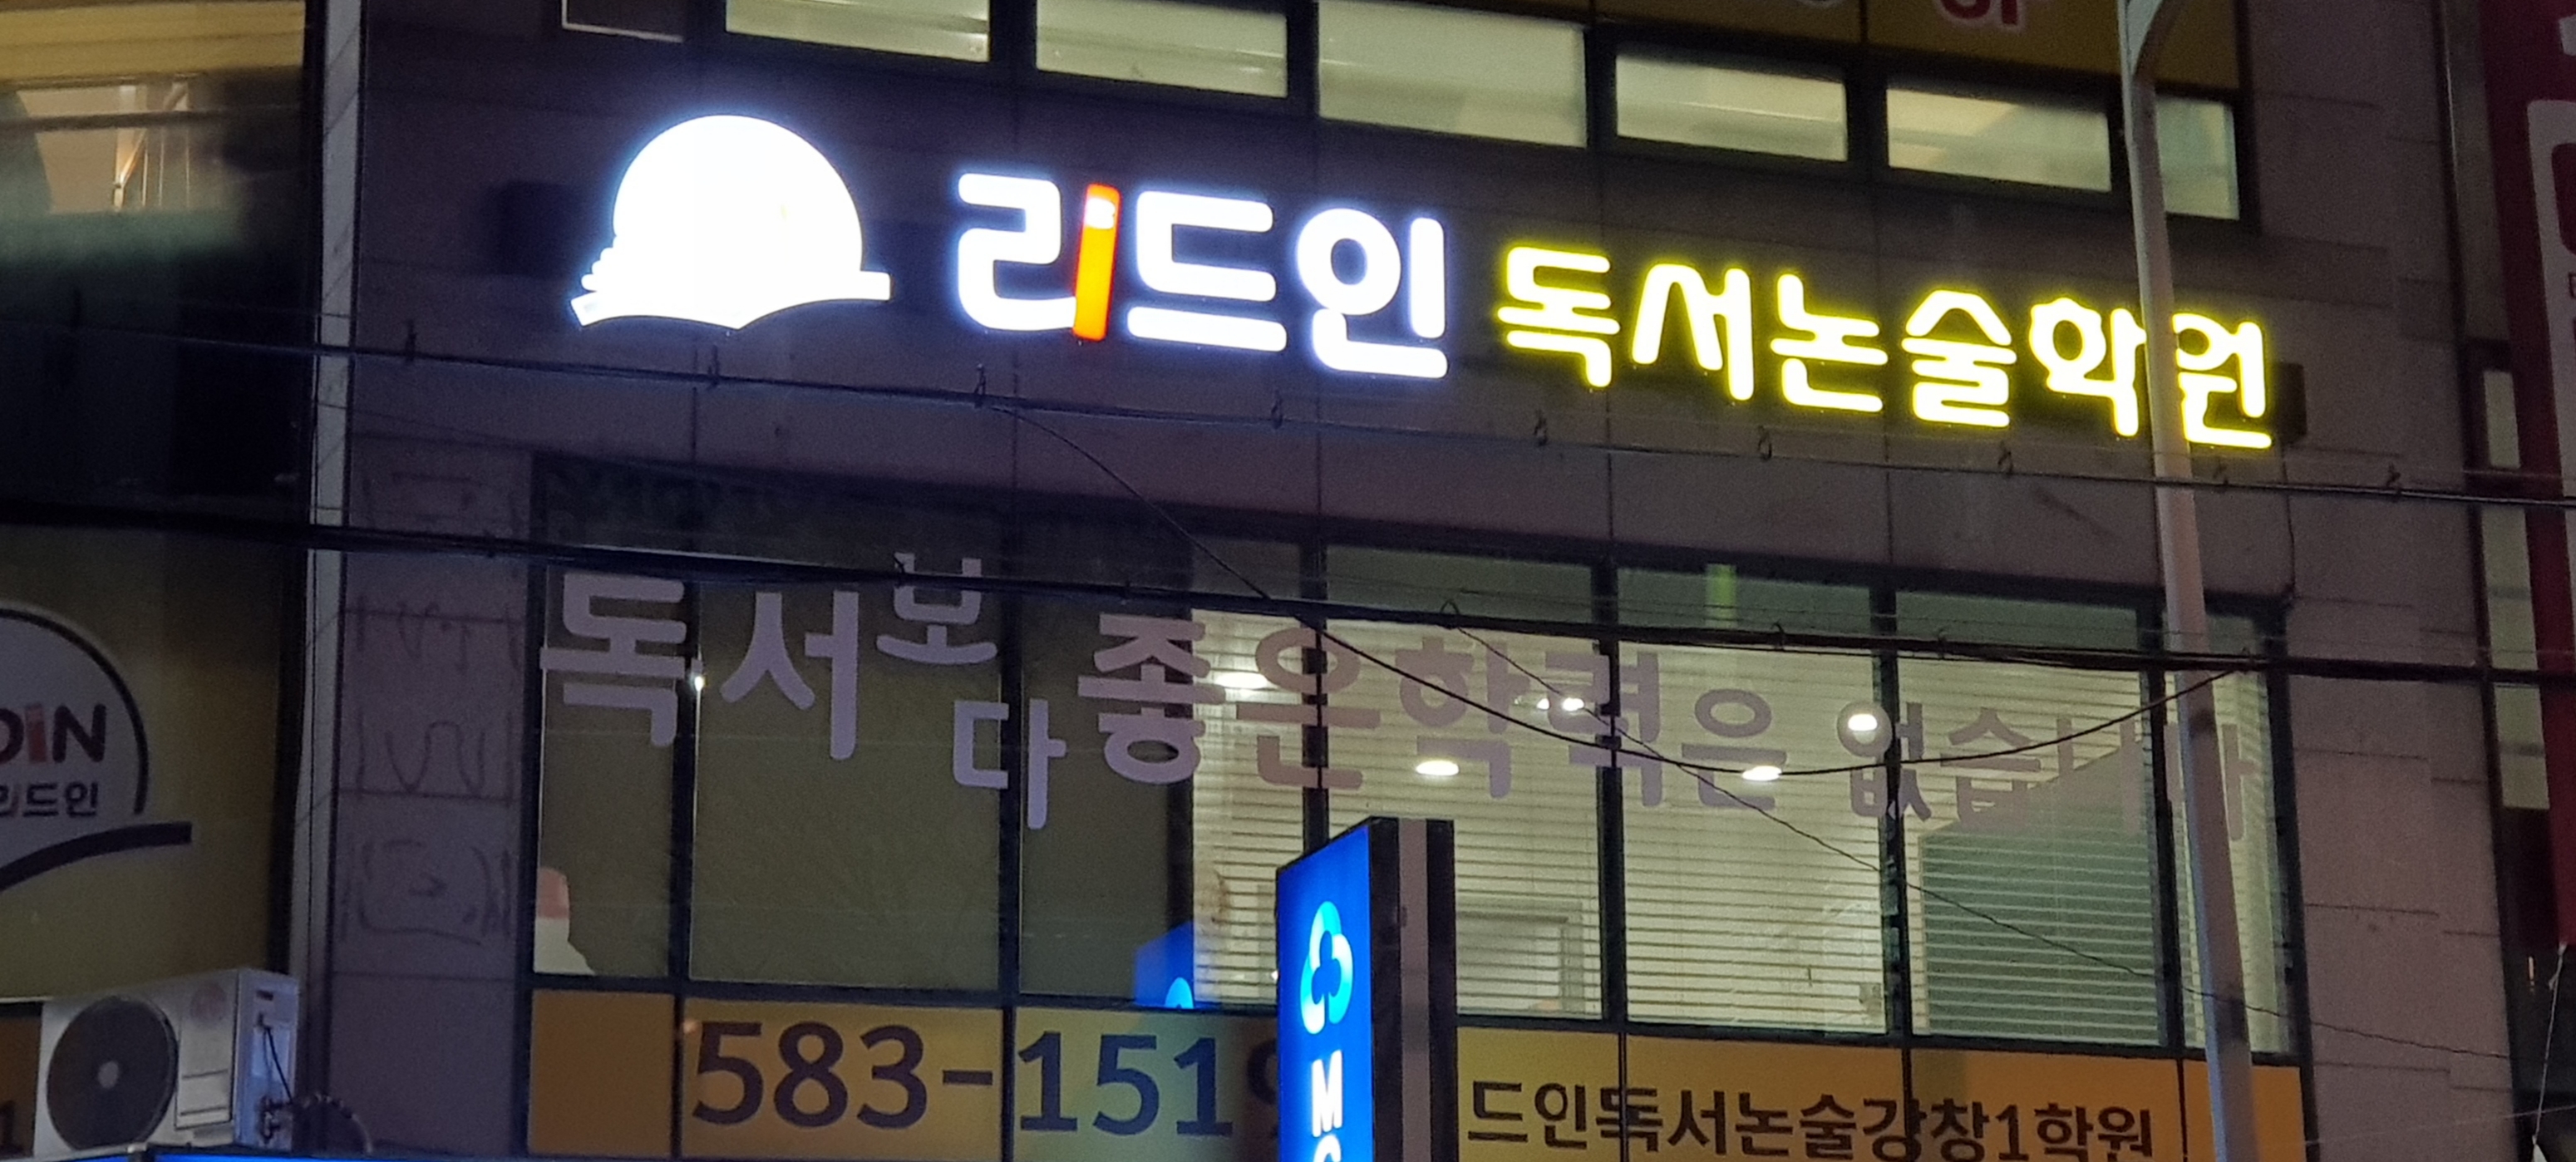 리드인 독서논술학원
독서보다 좋은 학력은 없습니다
DIN
리드인
583-151
드인독서논술강창1학원
M